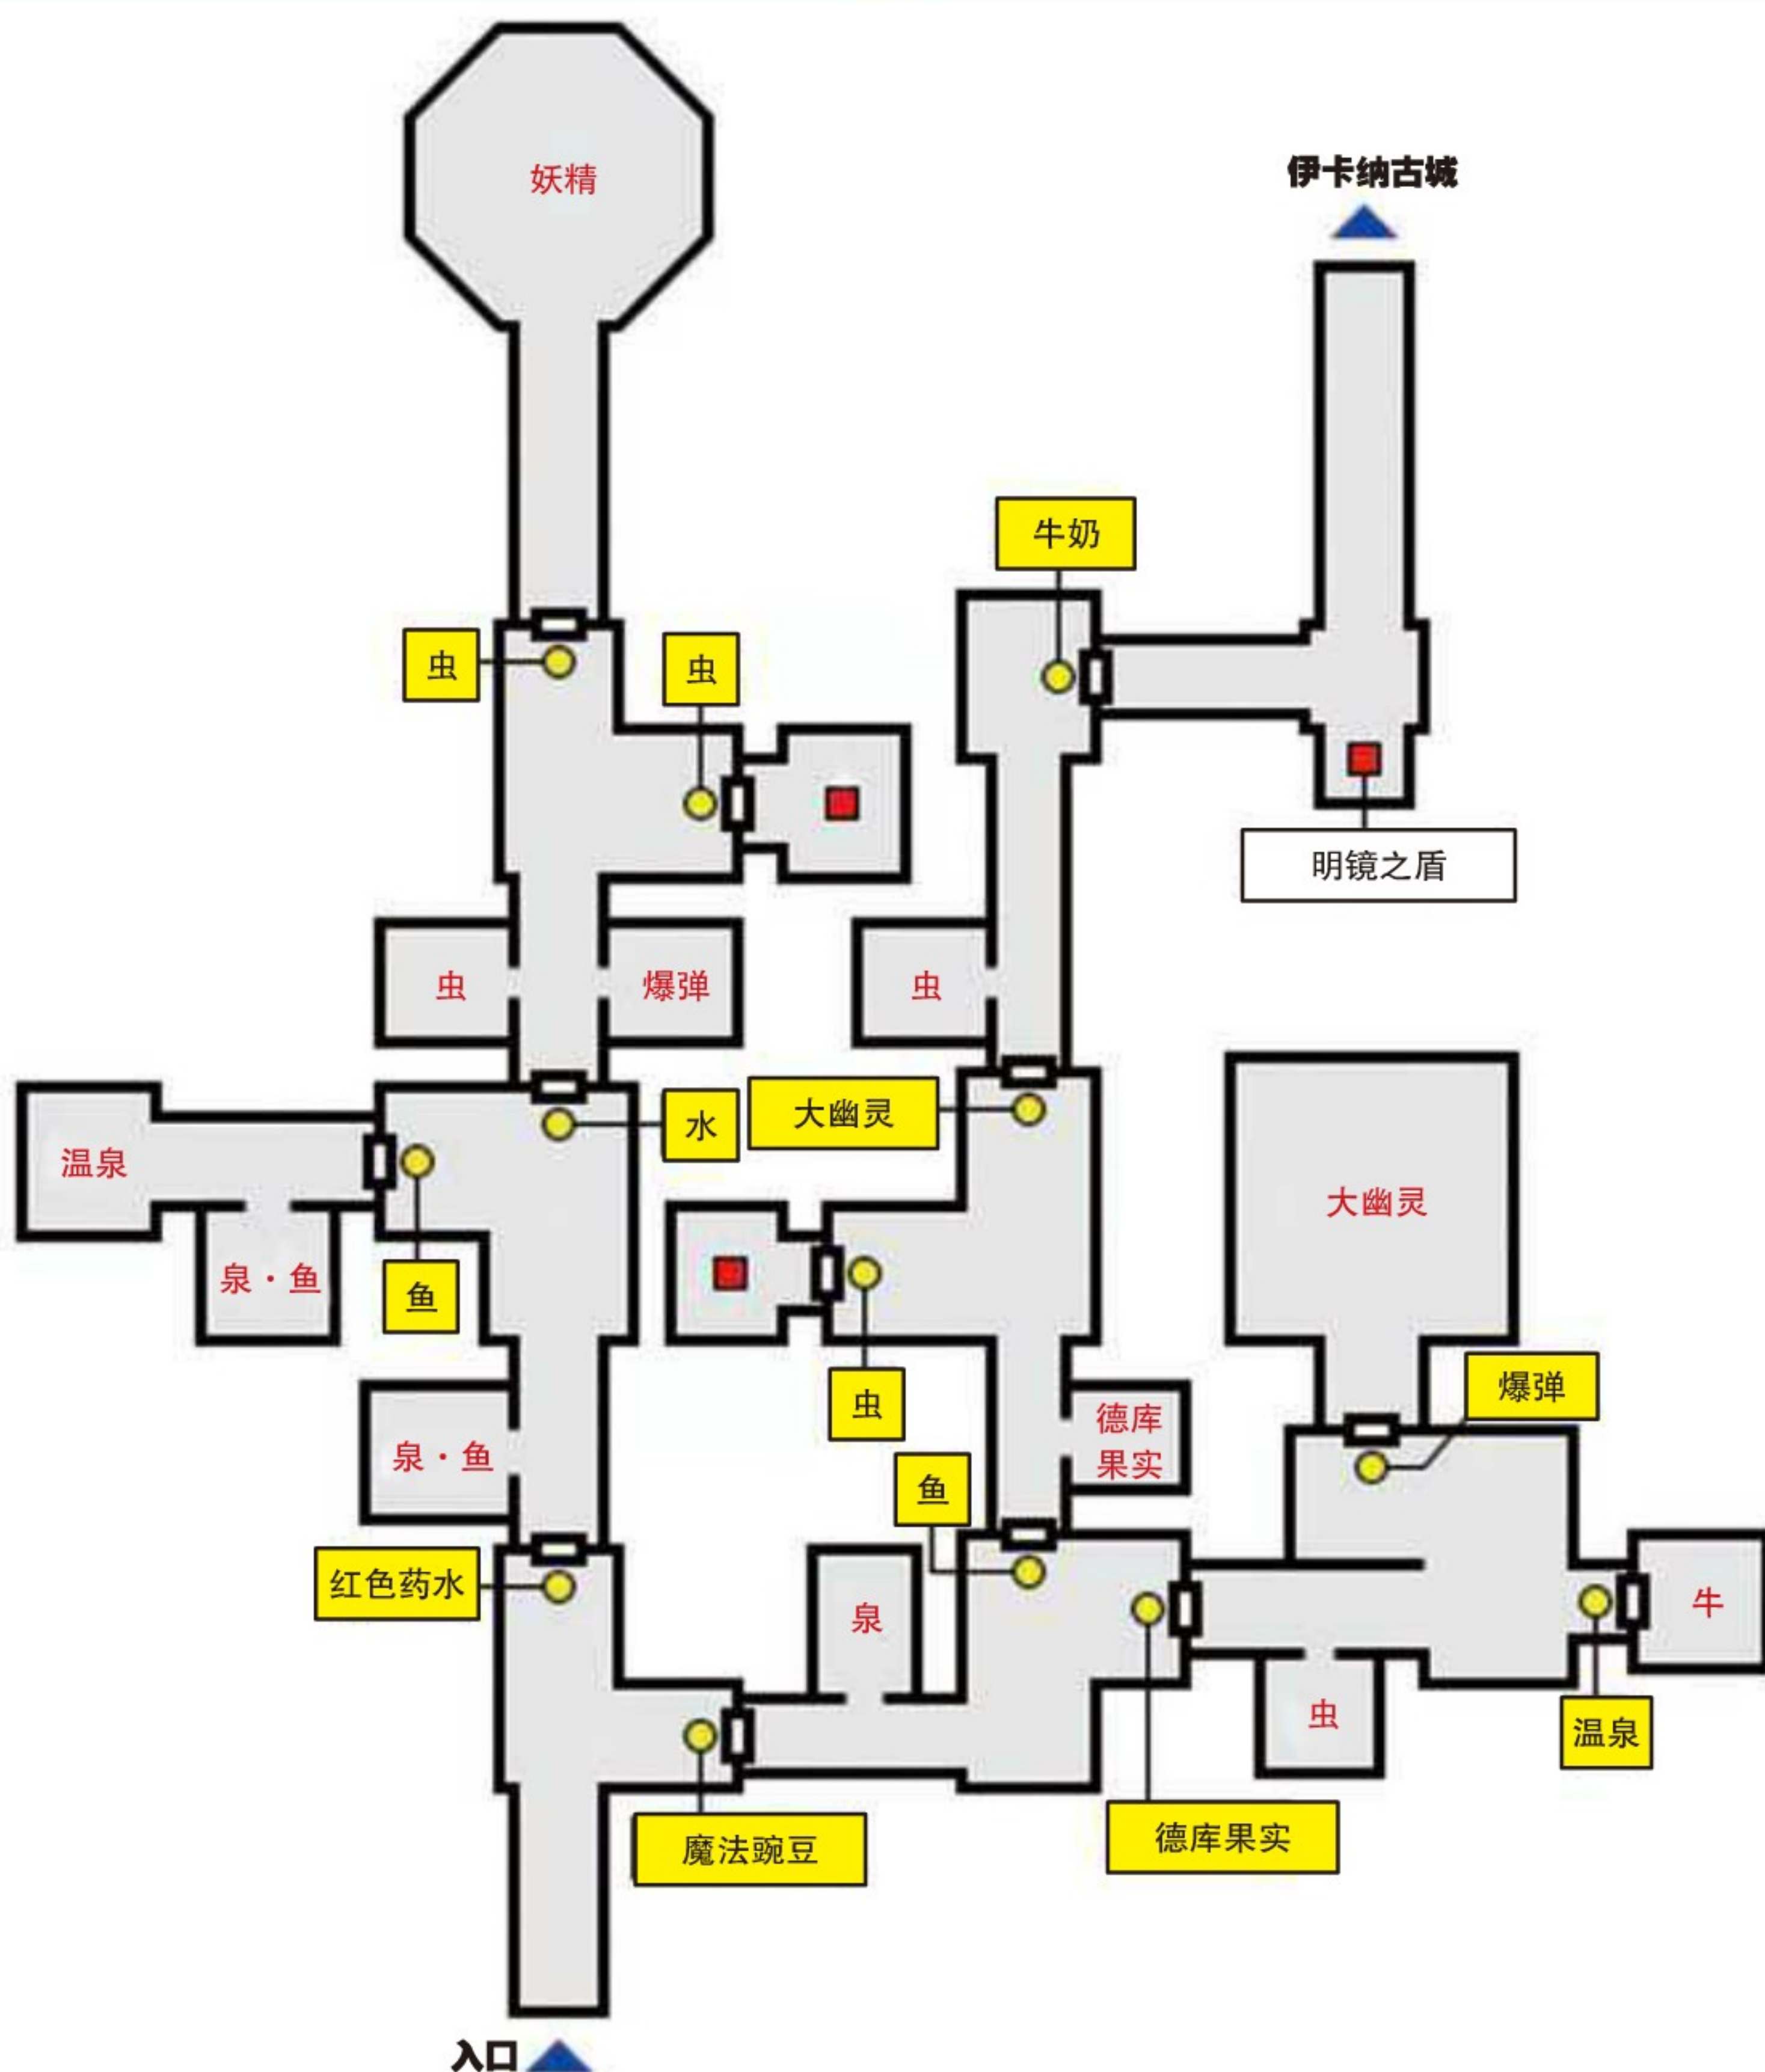 妖精
伊卡纳古城
牛奶
虫
虫
明镜之盾
虫
爆弹
虫
水
大幽灵
温泉
大幽灵
泉·鱼
鱼
爆弹
虫
德库
果实
泉·鱼
鱼
红色药水
泉
牛
虫
温泉
魔法豌豆
德库果实
入口